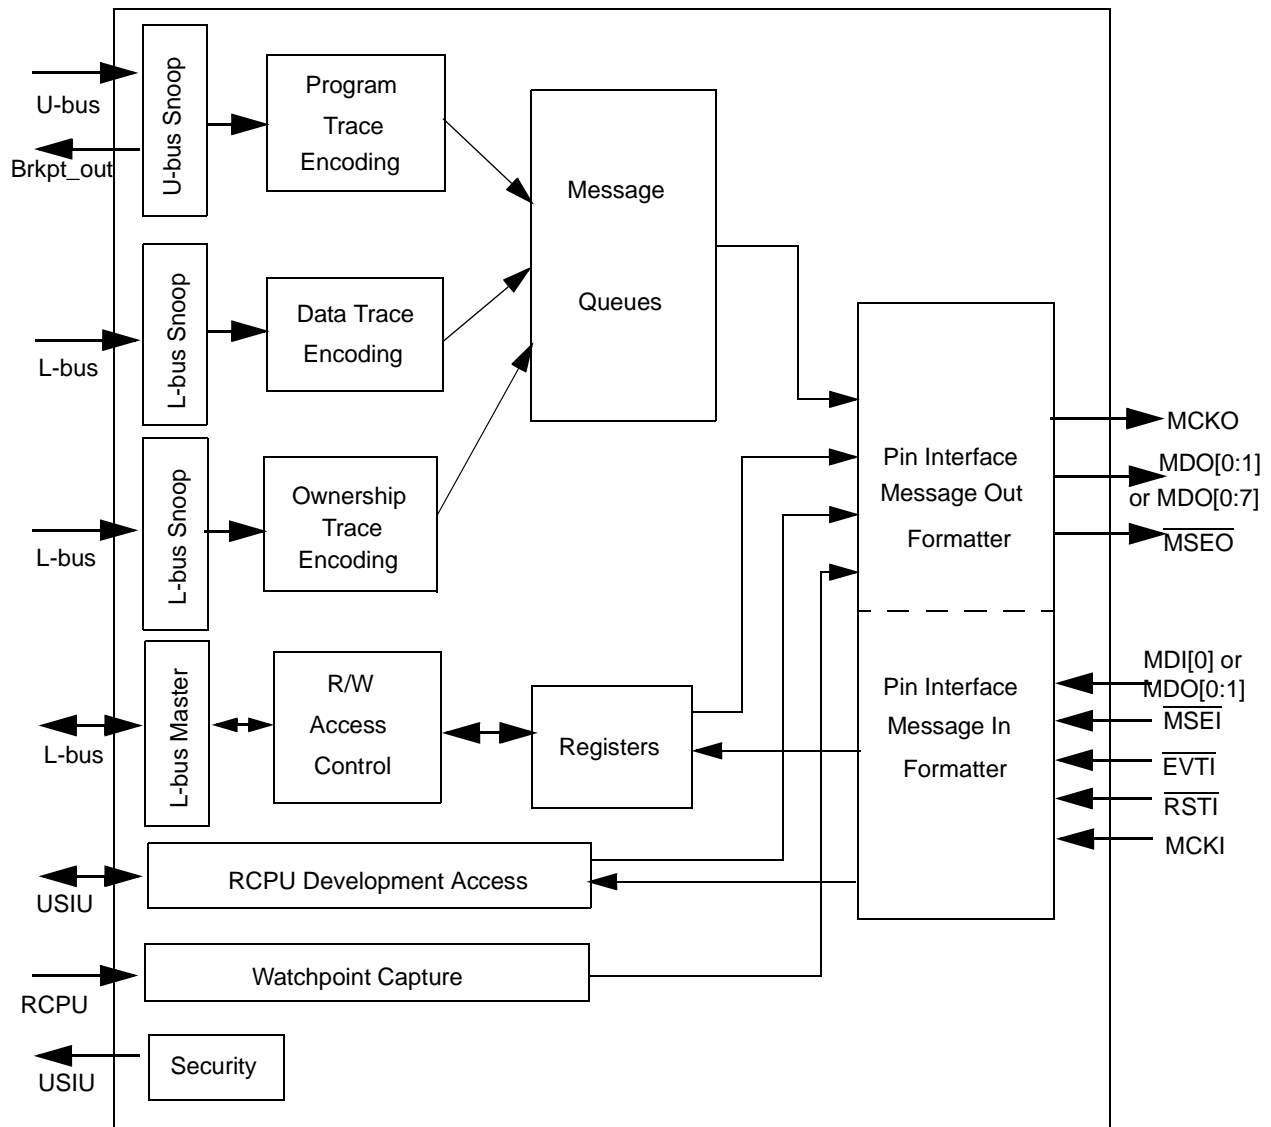 U-bus
Brkpt_out
U-bus Snoop
Program
Trace
Encoding
Message
Queues
L-bus
L-bus Snoop
Data Trace
Encoding
L-bus
L-bus Snoop
Ownership
Trace
Encoding
Pin Interface
Message Out
Formatter
MCKO
MDO[0:1]
or MDO[0:7]
MSEO
L-bus
L-bus Master
R/W
Access
Control
Registers
Pin Interface
Message In
Formatter
MDI[0] or
MDO[0:1]
MSEI
EVTI
RSTI
MCKI
USIU
RCPU Development Access
RCPU
Watchpoint Capture
USIU
Security